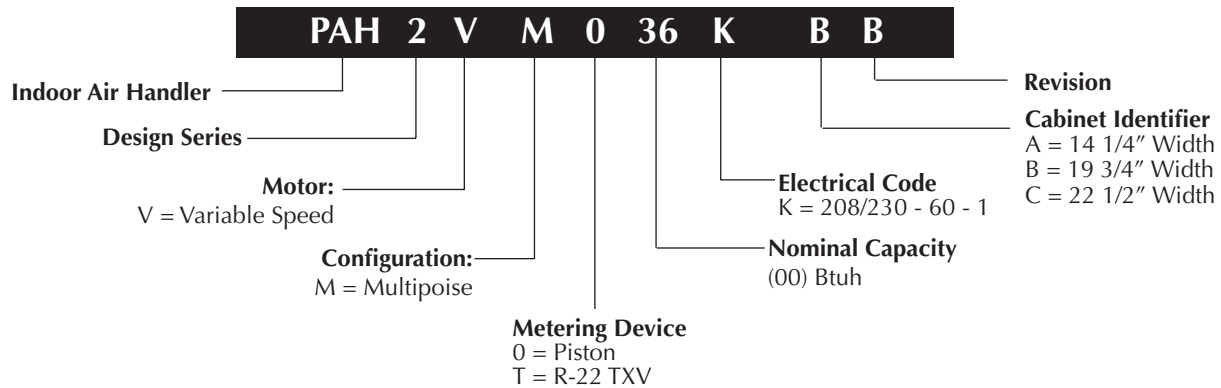 PAH 2 V M 0 36 K B B
Indoor Air Handler
Design Series
Motor:
V = Variable Speed
Configuration:
M = Multipoise
Metering Device
0 = Piston
T = R-22 TXV
Nominal Capacity
(00) Btuh
Electrical Code
K = 208/230 - 60 - 1
Revision
Cabinet Identifier
A = 14 1/4″ Width
B = 19 3/4″ Width
C = 22 1/2″ Width